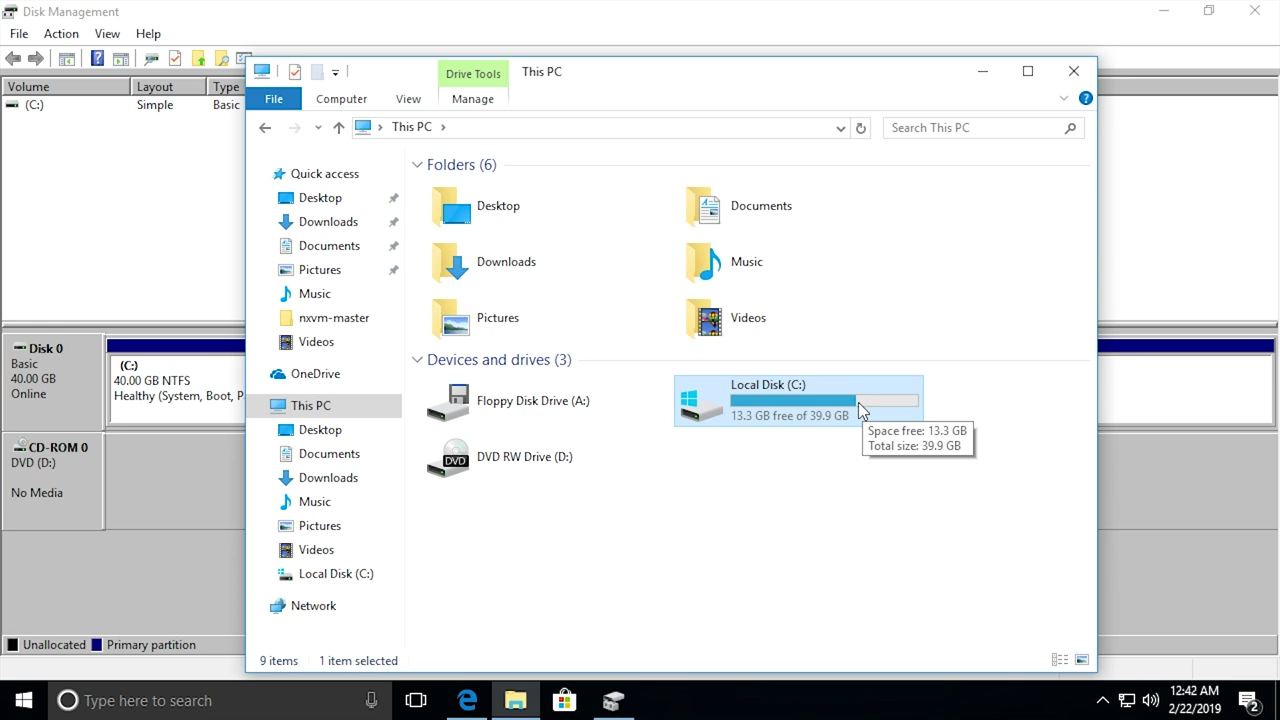 Disk Management
File Action View Help
Volume Layout Type
(C:) Simple Basic
Drive Tools This PC
File Computer View Manage
This PC
Search This PC
Quick access
Desktop
Downloads
Documents
Pictures
Music
nxvm-master
Videos
OneDrive
This PC
Desktop
Documents
Downloads
Music
Pictures
Videos
Local Disk (C:)
Network
Folders (6)
Desktop Documents
Downloads Music
Pictures Videos
Devices and drives (3)
Floppy Disk Drive (A:)
Local Disk (C:)
13.3 GB free of 39.9 GB
Space free: 13.3 GB
Total size: 39.9 GB
DVD
DVD RW Drive (D:)
9 items 1 item selected
Disk 0
Basic
40.00 GB
Online
(C:)
40.00 GB NTFS
Healthy (System, Boot, P
CD-ROM 0
DVD (D:)
No Media
Unallocated Primary partition
Type here to search
12:42 AM
2/22/2019
2